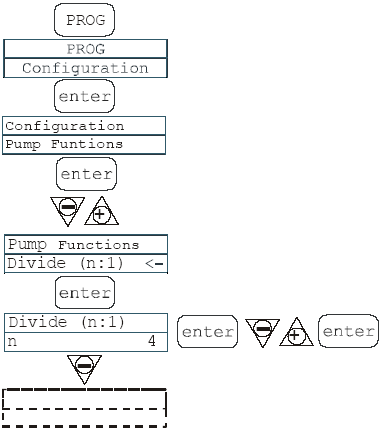 PROG
PROG
Configuration
enter
Configuration
Pump Funtions
enter
− +
Pump Functions
Divide (n:1) <-
enter
Divide (n:1)
n 4
enter − + enter
−